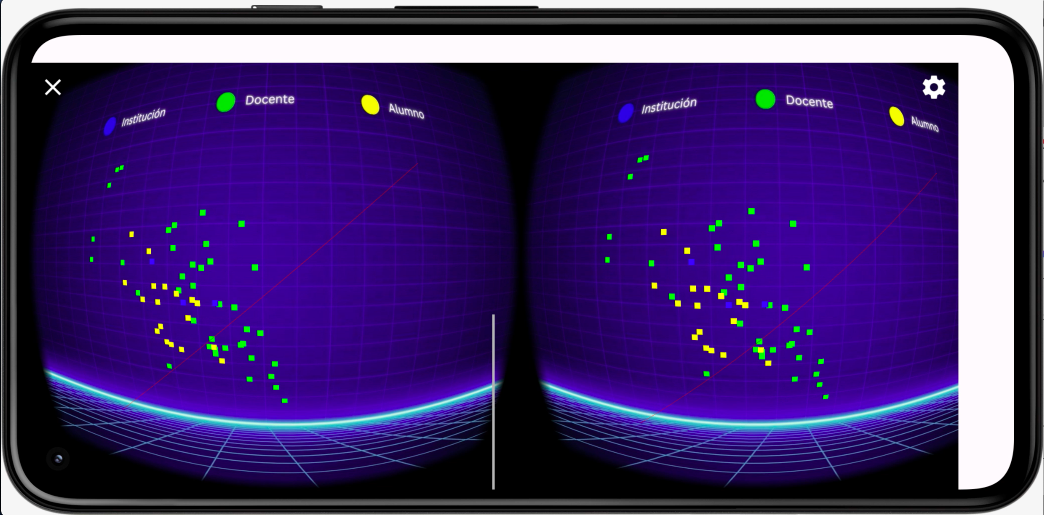 Institución
Docente
Alumno
Institución
Docente
Alumno